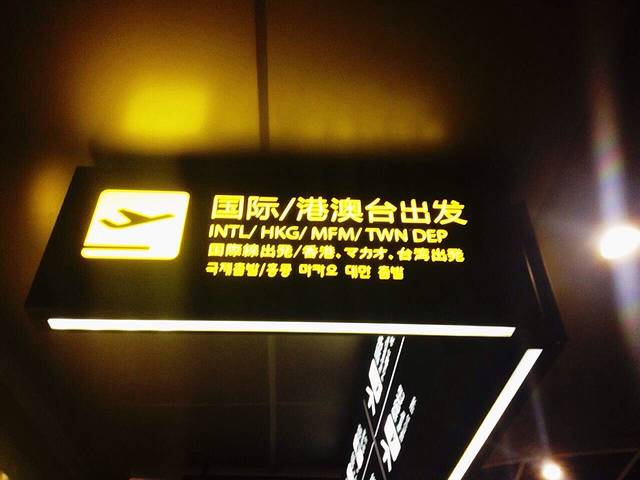 国际/港澳台出发
INTL/ HKG/ MFM/ TWN DEP
国際線出発/香港、マカオ、台湾出発
국제출발/홍콩 마카오 대만 출발